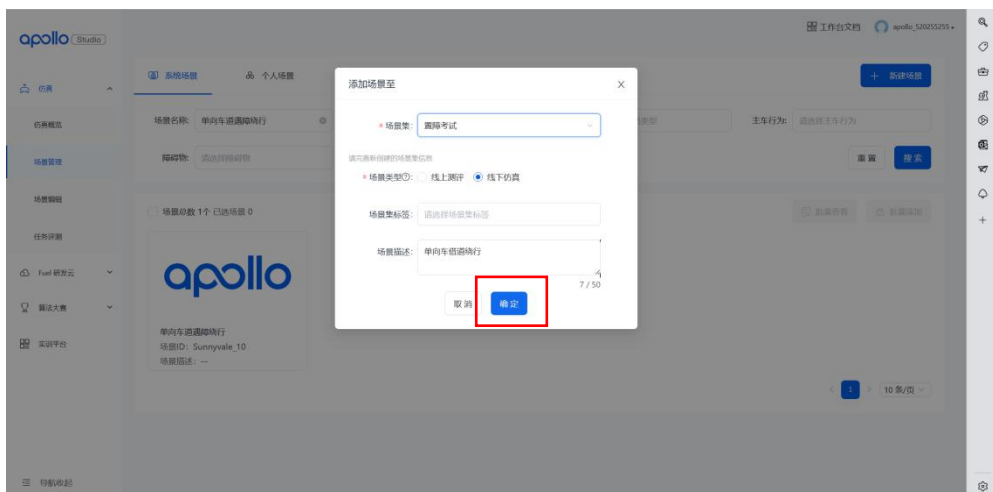 apollo Studio
工作台文档 apollo_520255255
仿真
仿真概览
场景管理
场景编辑
任务评测
Fuel 研发云
算法大赛
实训平台
导航收起
系统场景 个人场景
+ 新建场景
场景名称: 单向车道遇障绕行
主车行为: 请选择主车行为
障碍物: 请选择障碍物
重置 搜索
场景总数 1个 已选场景 0
批量添加
apollo
单向车道遇障绕行
场景ID: Sunnyvale_10
场景描述: --
< 1 > 10 条/页
添加场景至
* 场景集: 置障考试
请完善新创建的场景集信息
* 场景类型: 线上测评 线下仿真
场景集标签: 请选择场景集标签
场景描述: 单向车借道绕行
7 / 50
取消 确定